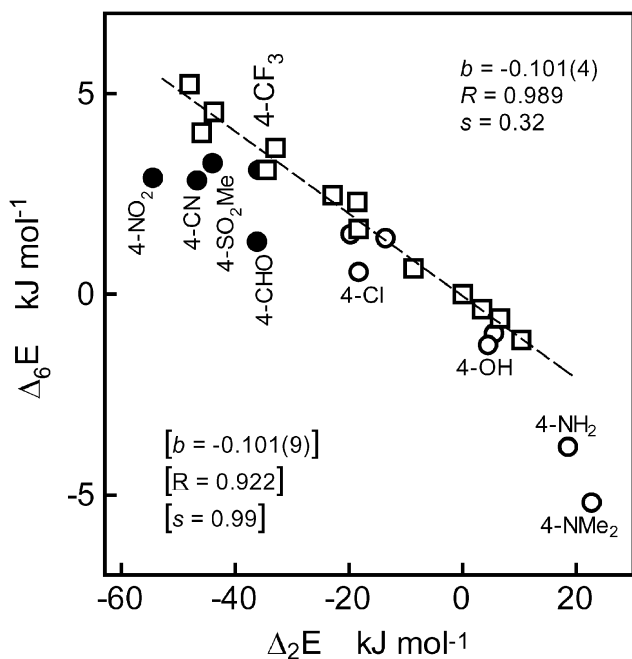 b = -0.101(4)
R = 0.989
s = 0.32
4-CF₃
4-NO₂
4-CN
4-SO₂Me
4-CHO
4-Cl
4-OH
4-NH₂
4-NMe₂
[b = -0.101(9)]
[R = 0.922]
[s = 0.99]
5
0
-5
Δ₆E kJ mol⁻¹
-60 -40 -20 0 20
Δ₂E kJ mol⁻¹